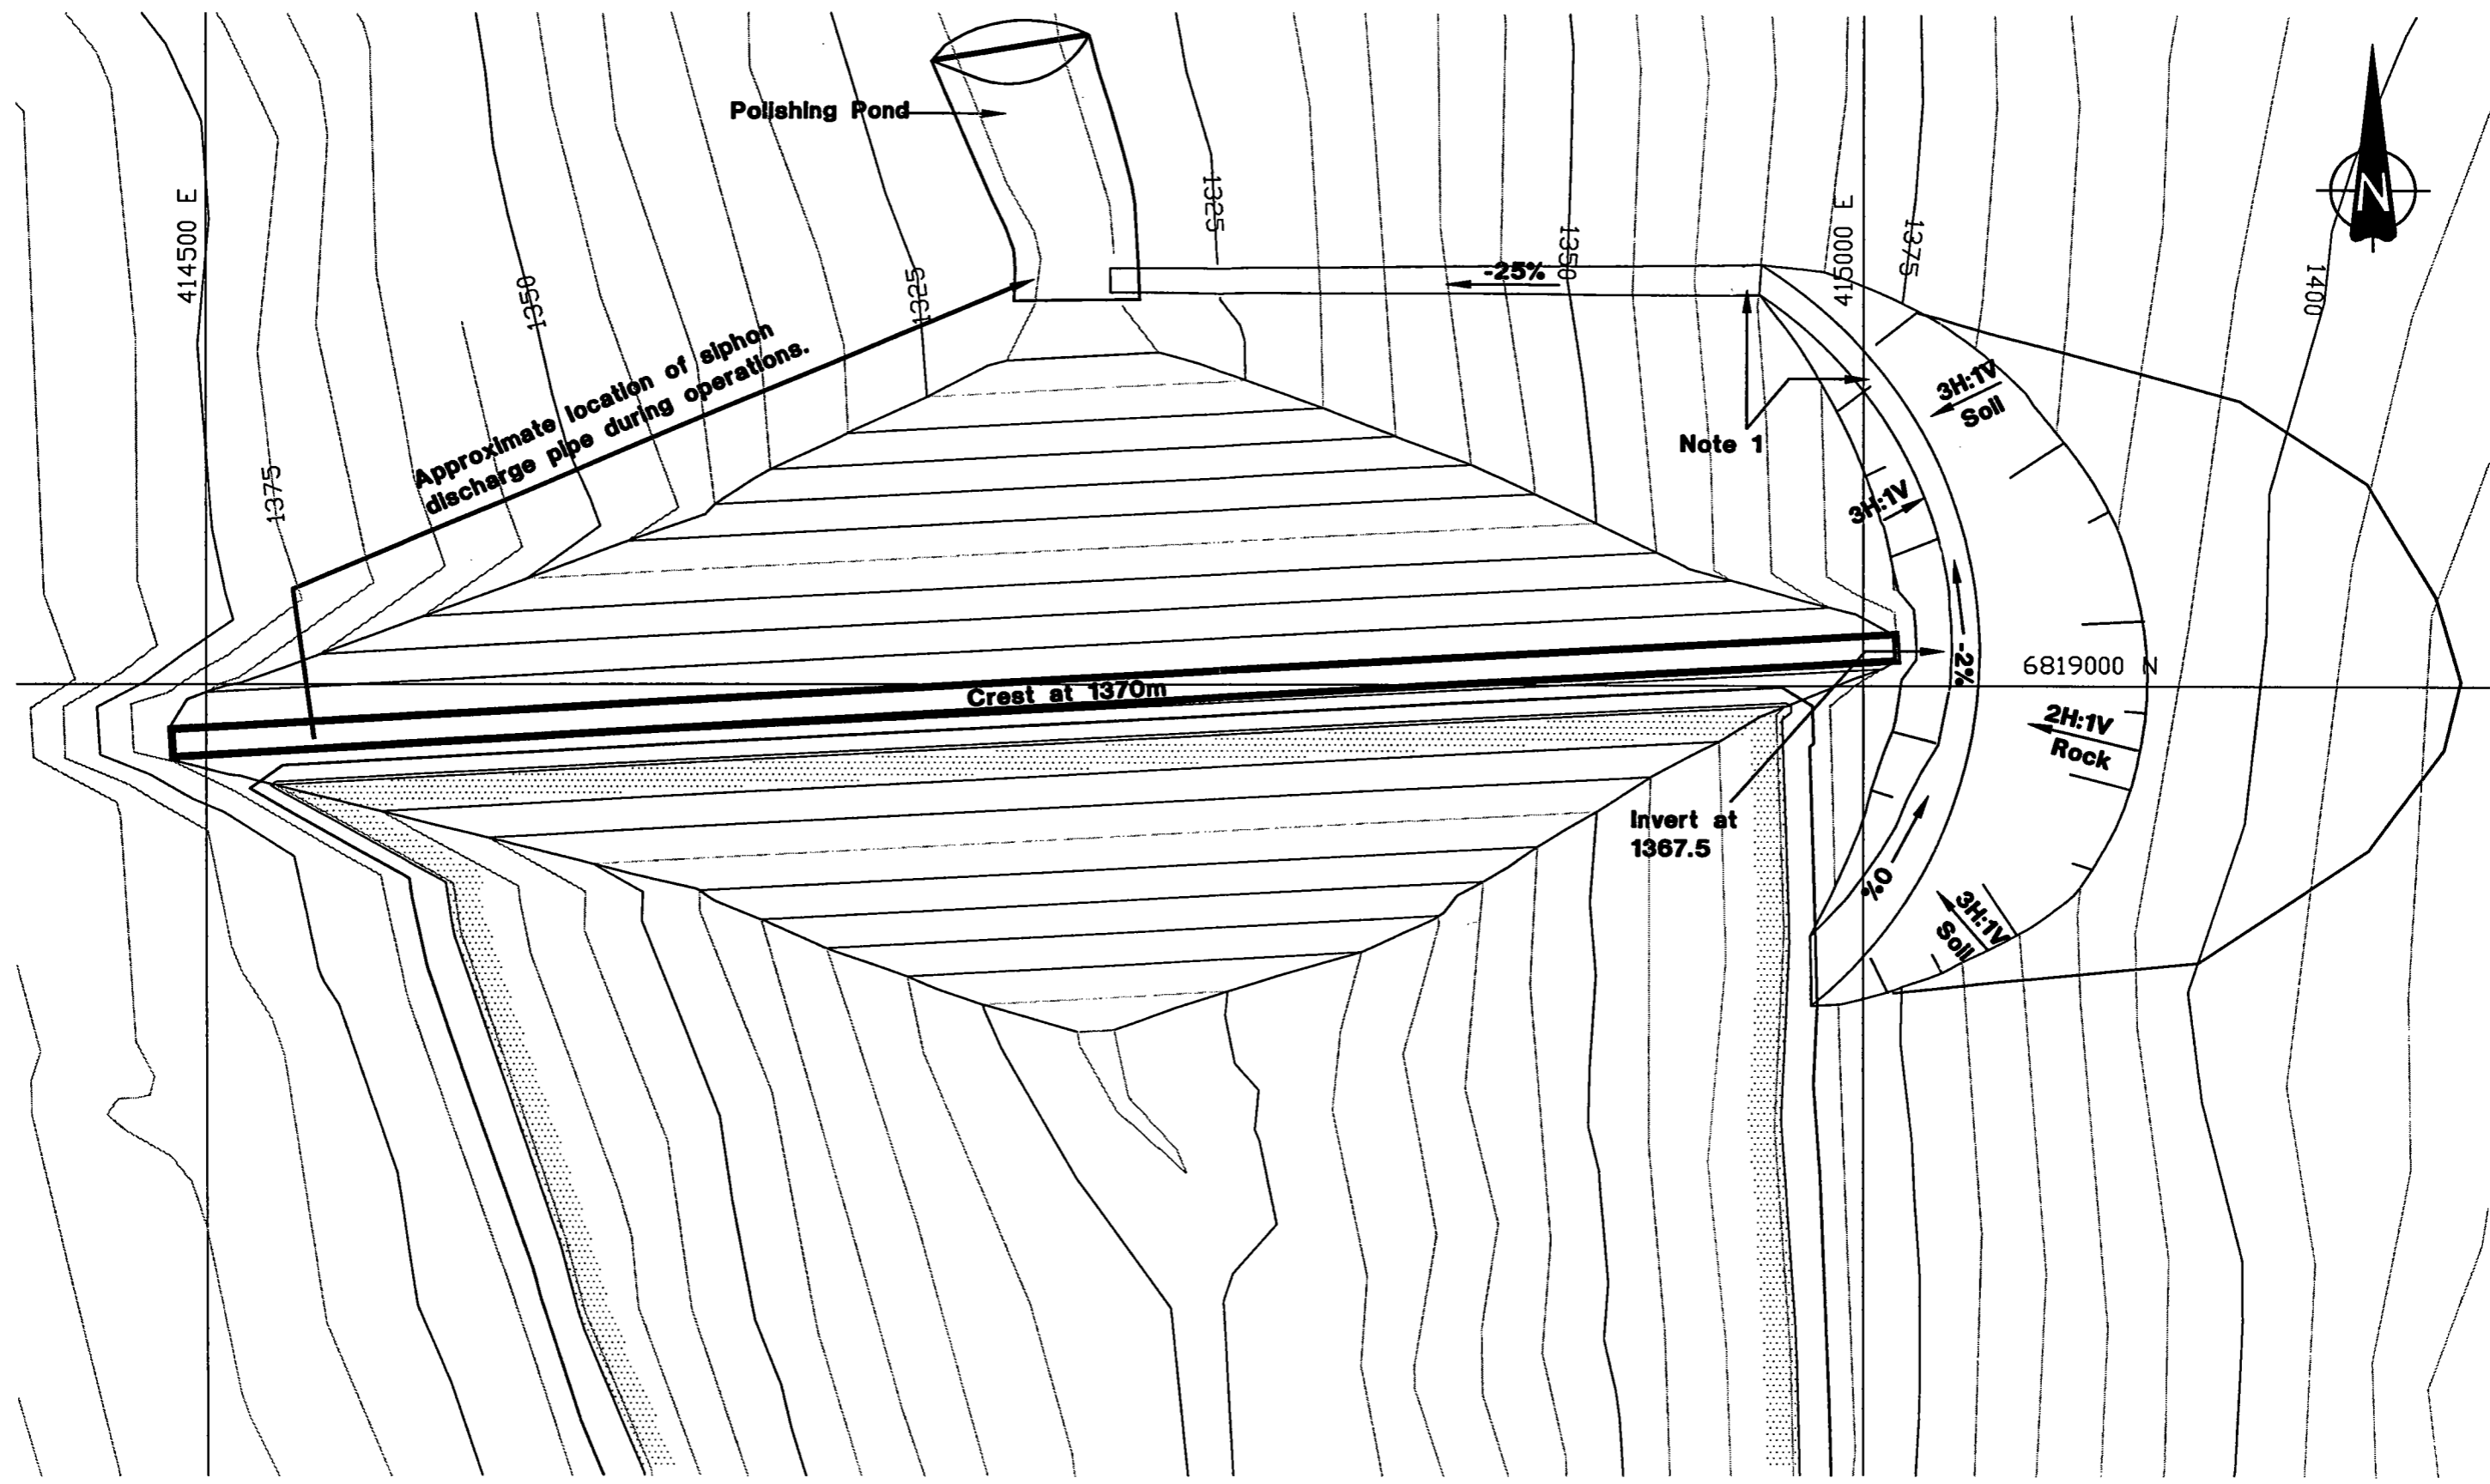 Polishing Pond
414500 E
1350
1325
1325
1350
-25%
415000 E
1375
1400
N
Approximate location of siphon
discharge pipe during operations.
1375
3H:1V
Soil
Note 1
3H:1V
-2%
6819000 N
Crest at 1370m
2H:1V
Rock
Invert at
1367.5
0%
3H:1V
Soil